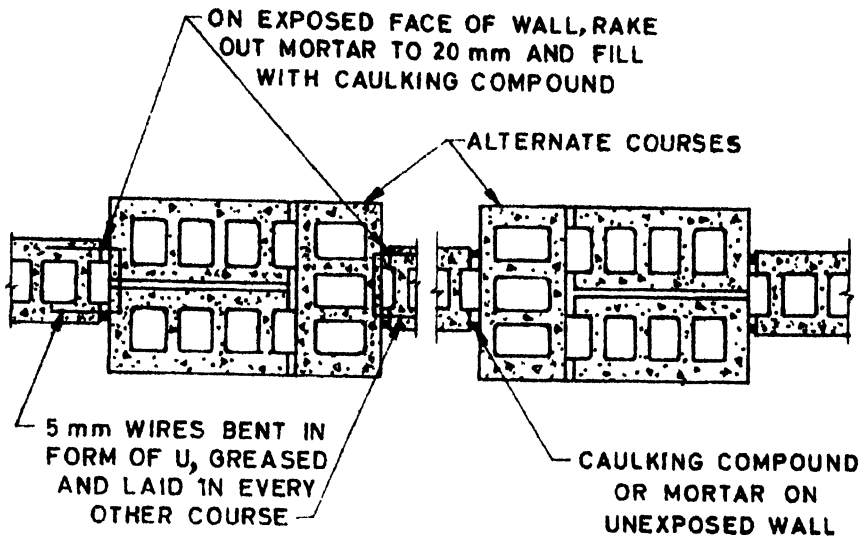 ON EXPOSED FACE OF WALL, RAKE
OUT MORTAR TO 20 mm AND FILL
WITH CAULKING COMPOUND
ALTERNATE COURSES
5 mm WIRES BENT IN
FORM OF U, GREASED
AND LAID IN EVERY
OTHER COURSE
CAULKING COMPOUND
OR MORTAR ON
UNEXPOSED WALL